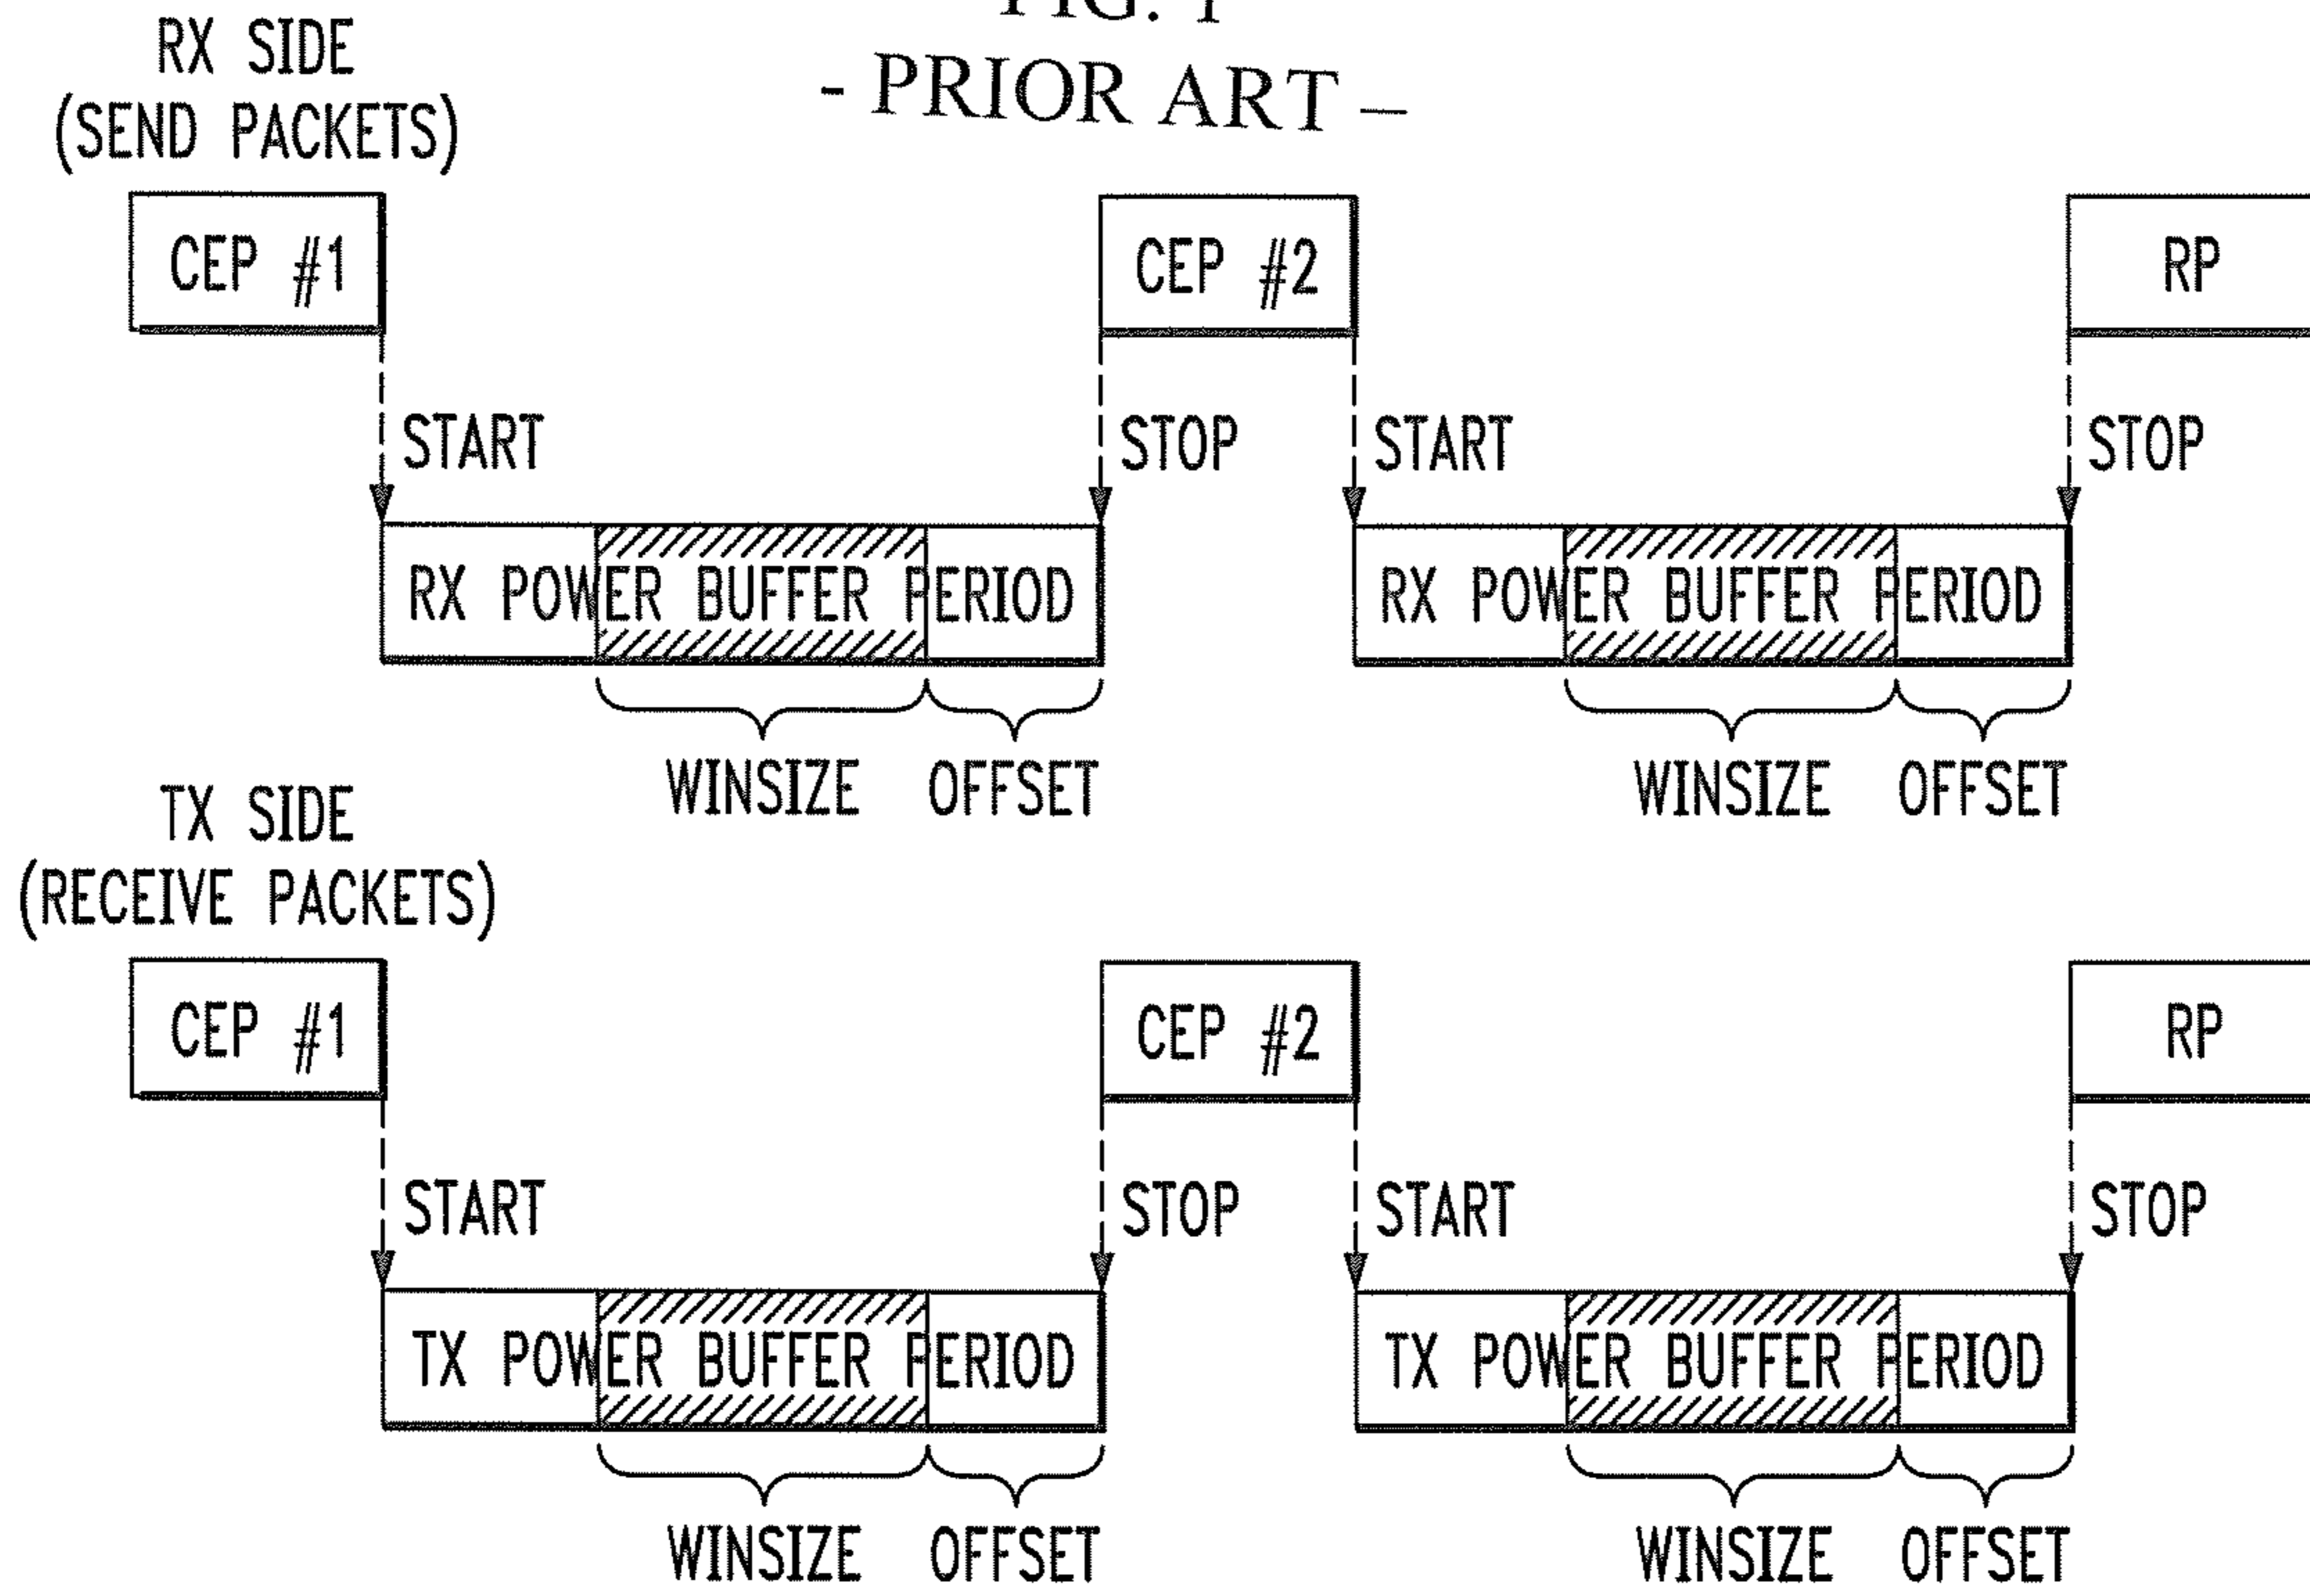 FIG. 1
- PRIOR ART –
RX SIDE
(SEND PACKETS)
CEP #1
CEP #2
RP
START
STOP
START
STOP
RX POWER BUFFER PERIOD
RX POWER BUFFER PERIOD
WINSIZE
OFFSET
WINSIZE
OFFSET
TX SIDE
(RECEIVE PACKETS)
CEP #1
CEP #2
RP
START
STOP
START
STOP
TX POWER BUFFER PERIOD
TX POWER BUFFER PERIOD
WINSIZE
OFFSET
WINSIZE
OFFSET